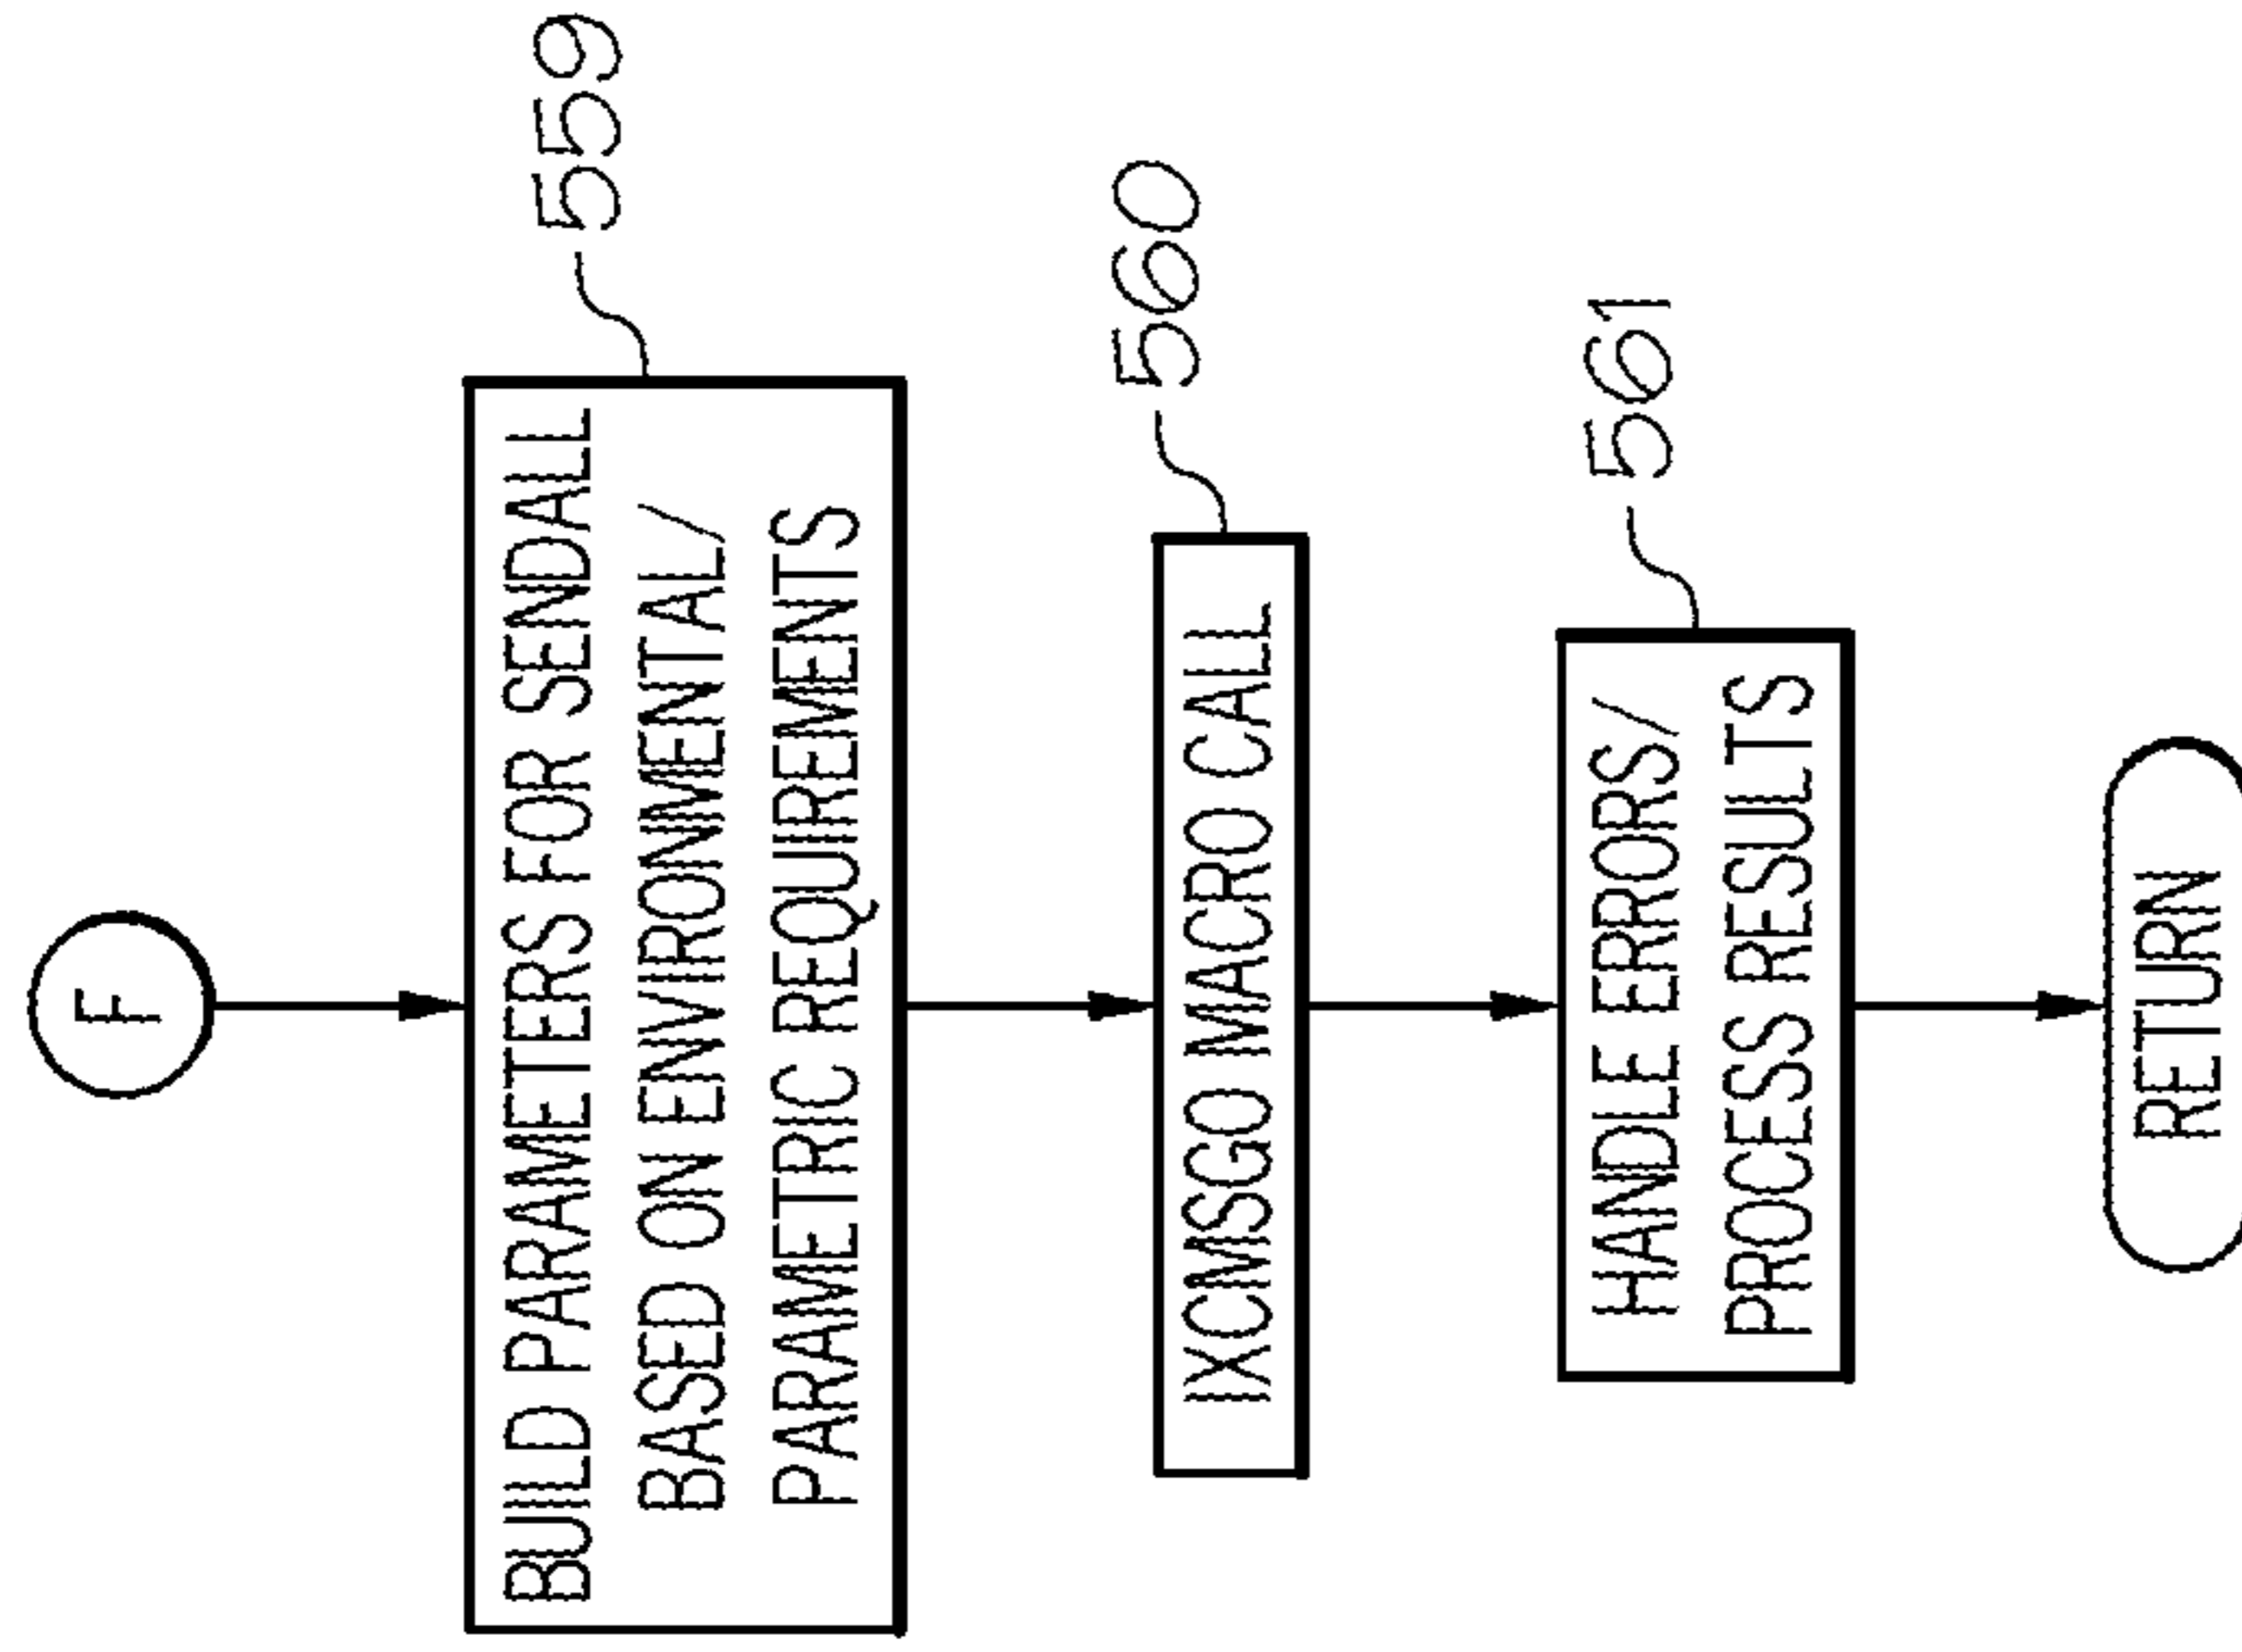 F
559
BUILD PARAMETERS FOR SENDALL
BASED ON ENVIRONMENTAL/
PARAMETRIC REQUIREMENTS
560
IXCMSGO MACRO CALL
561
HANDLE ERRORS/
PROCESS RESULTS
RETURN